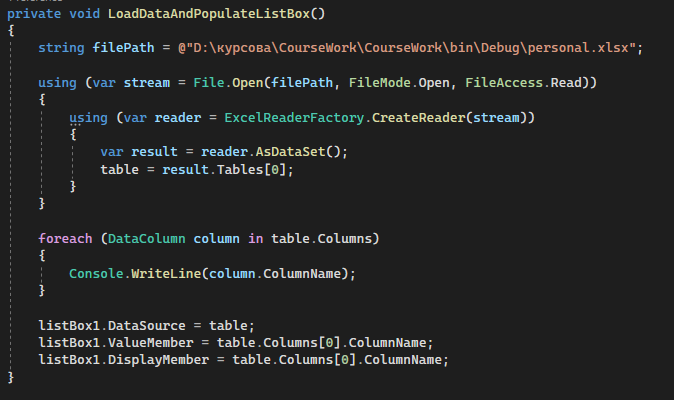 private void LoadDataAndPopulateListBox()
{
    string filePath = @"D:\курсова\CourseWork\CourseWork\bin\Debug\personal.xlsx";

    using (var stream = File.Open(filePath, FileMode.Open, FileAccess.Read))
    {
        using (var reader = ExcelReaderFactory.CreateReader(stream))
        {
            var result = reader.AsDataSet();
            table = result.Tables[0];
        }
    }

    foreach (DataColumn column in table.Columns)
    {
        Console.WriteLine(column.ColumnName);
    }

    listBox1.DataSource = table;
    listBox1.ValueMember = table.Columns[0].ColumnName;
    listBox1.DisplayMember = table.Columns[0].ColumnName;
}